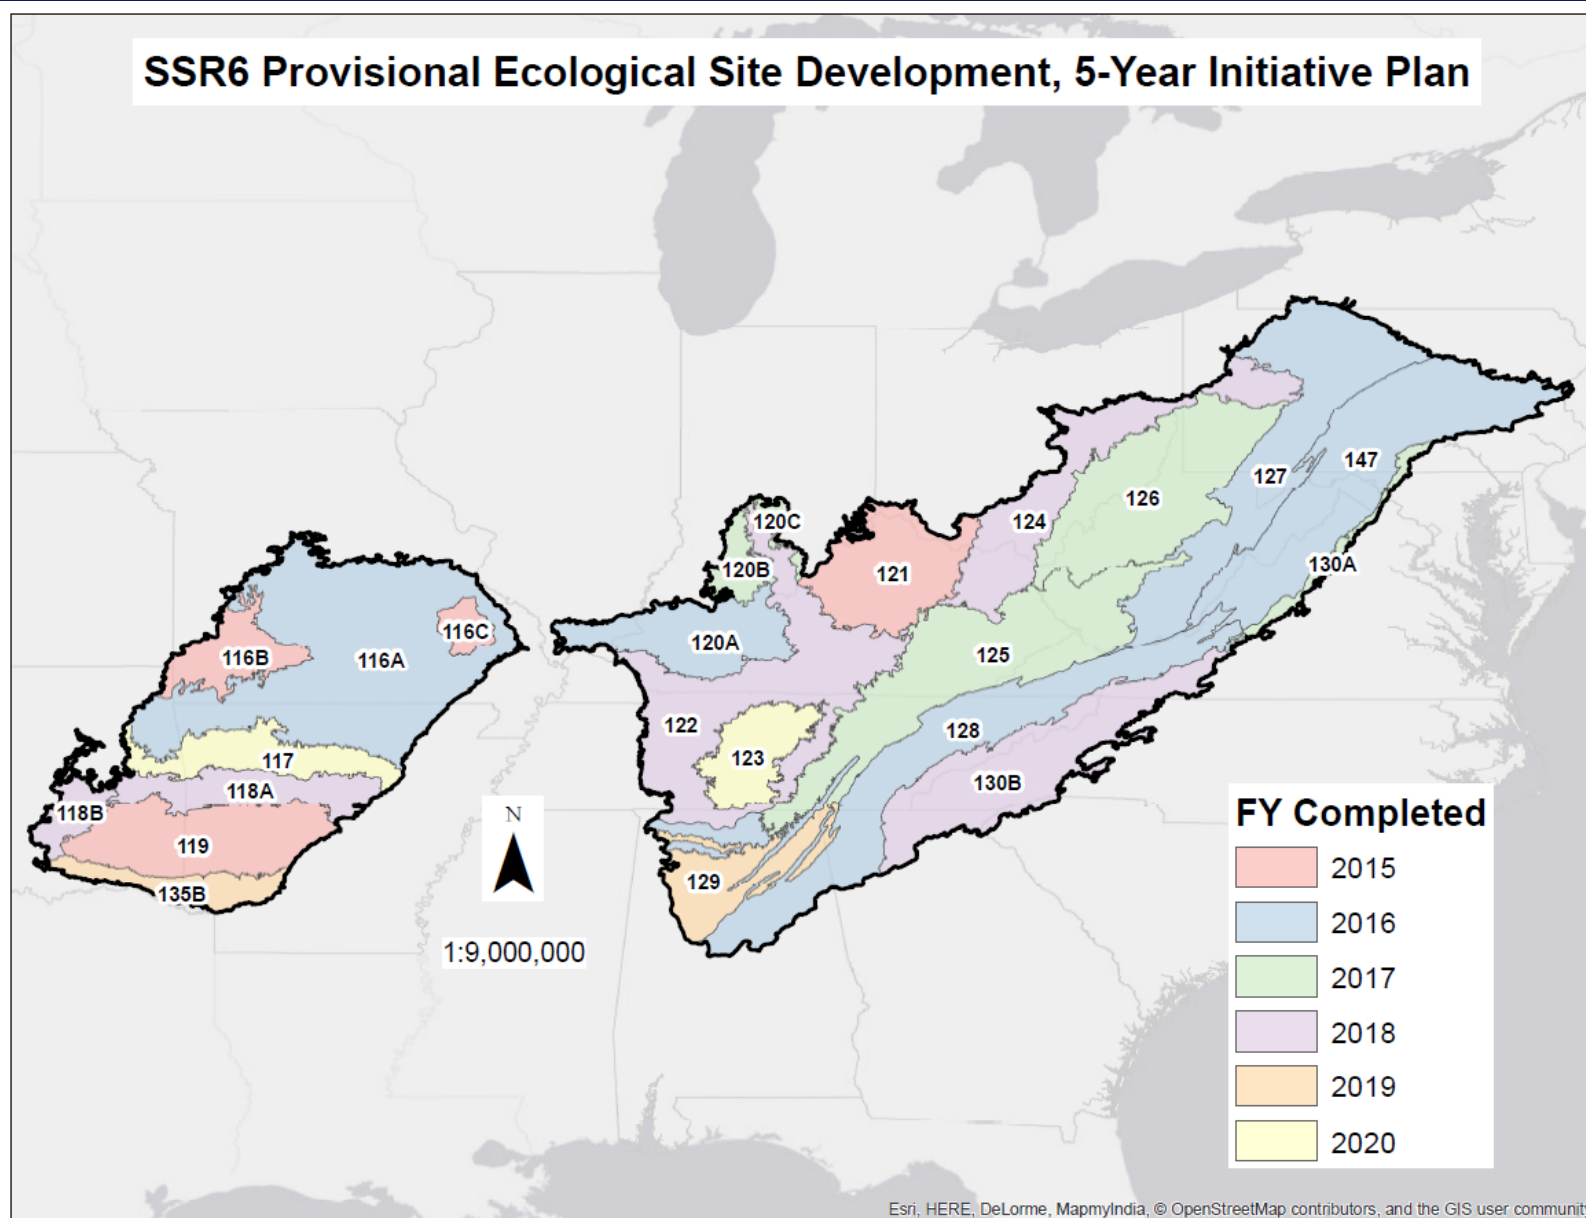 SSR6 Provisional Ecological Site Development, 5-Year Initiative Plan
147
127
126
124
120C
130A
120B
121
116C
120A
116B
116A
125
122
128
123
117
130B
118A
118B
119
129
135B
N
1:9,000,000
FY Completed
2015
2016
2017
2018
2019
2020
Esri, HERE, DeLorme, MapmyIndia, © OpenStreetMap contributors, and the GIS user community